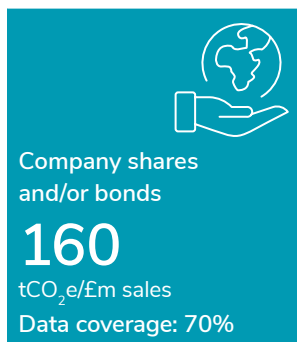 Company shares
and/or bonds
160
tCO₂e/£m sales
Data coverage: 70%